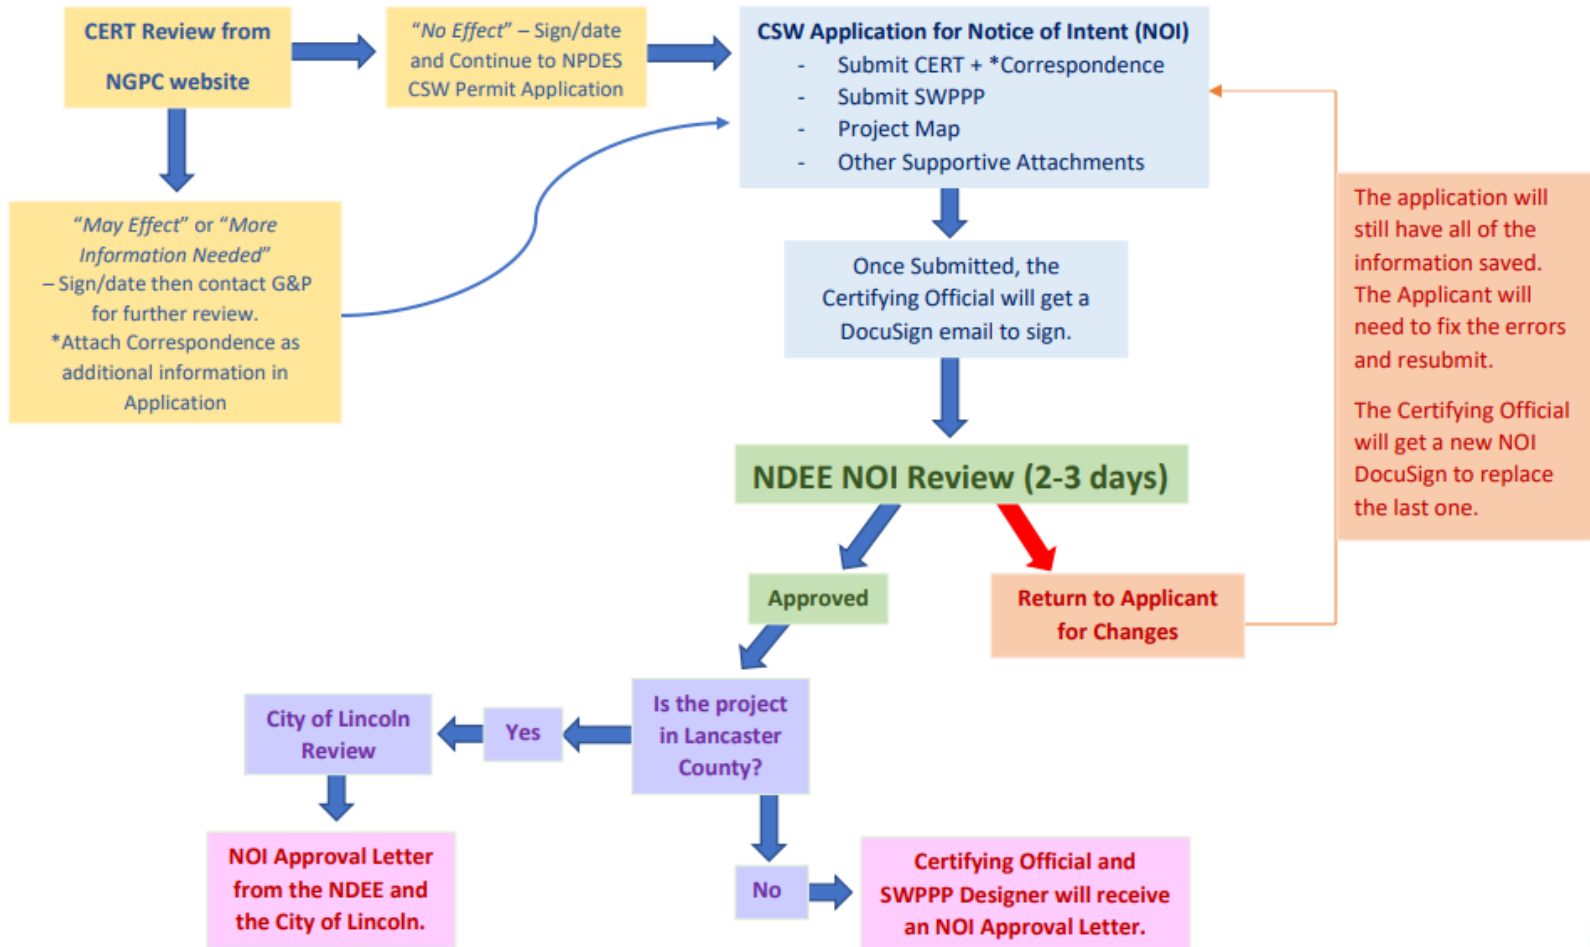 CERT Review from
NGPC website
“No Effect” – Sign/date
and Continue to NPDES
CSW Permit Application
CSW Application for Notice of Intent (NOI)
- Submit CERT + *Correspondence
- Submit SWPPP
- Project Map
- Other Supportive Attachments
“May Effect” or “More
Information Needed”
– Sign/date then contact G&P
for further review.
*Attach Correspondence as
additional information in
Application
Once Submitted, the
Certifying Official will get a
DocuSign email to sign.
The application will
still have all of the
information saved.
The Applicant will
need to fix the errors
and resubmit.
The Certifying Official
will get a new NOI
DocuSign to replace
the last one.
NDEE NOI Review (2-3 days)
Approved
Return to Applicant
for Changes
Is the project
in Lancaster
County?
Yes
City of Lincoln
Review
NOI Approval Letter
from the NDEE and
the City of Lincoln.
No
Certifying Official and
SWPPP Designer will receive
an NOI Approval Letter.